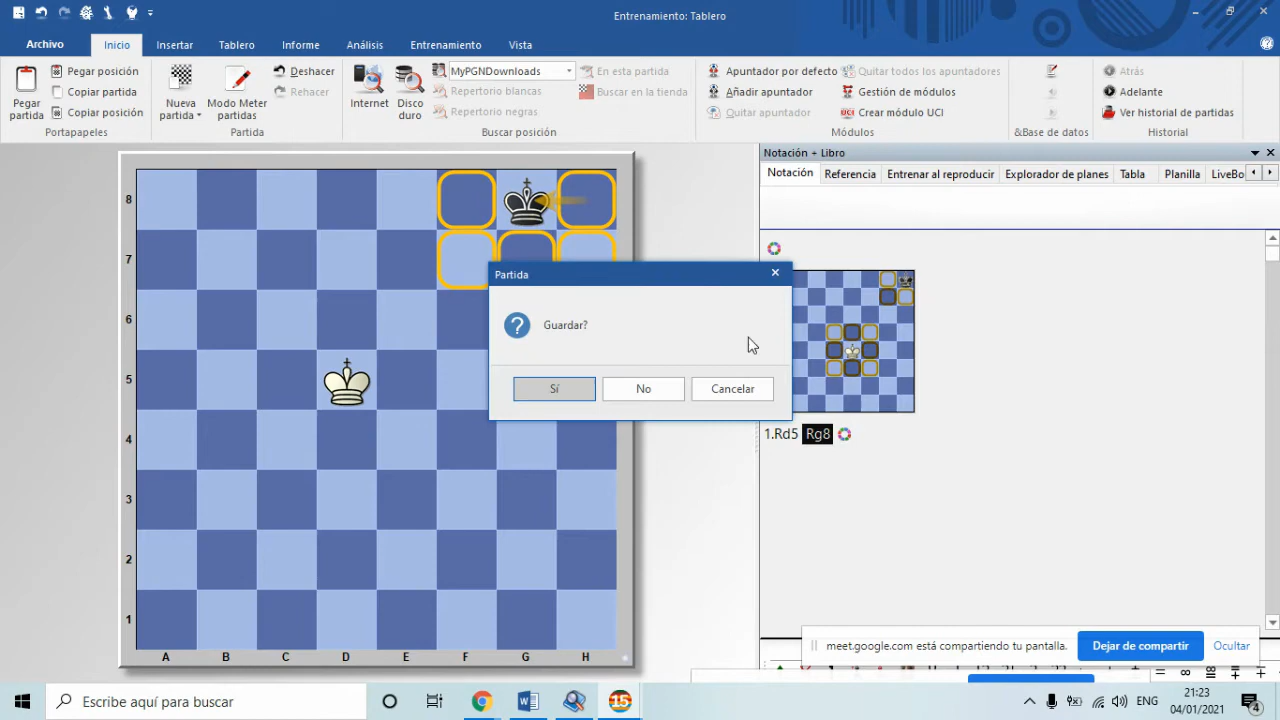 Entrenamiento: Tablero
Archivo Inicio Insertar Tablero Informe Análisis Entrenamiento Vista
Pegar partida
Pegar posición
Copiar partida
Copiar posición
Portapapeles
Nueva partida
Modo Meter partidas
Deshacer
Rehacer
Partida
Internet
Disco duro
MyPGNDownloads
Repertorio blancas
Repertorio negras
En esta partida
Buscar en la tienda
Buscar posición
Apuntador por defecto
Añadir apuntador
Quitar apuntador
Quitar todos los apuntadores
Gestión de módulos
Crear módulo UCI
Módulos
&Base de datos
Atrás
Adelante
Ver historial de partidas
Historial
Notación + Libro
Notación Referencia Entrenar al reproducir Explorador de planes Tabla Planilla LiveBo
8
7
6
5
4
3
2
1
A B C D E F G H
Partida
Guardar?
Sí No Cancelar
1.Rd5 Rg8
meet.google.com está compartiendo tu pantalla. Dejar de compartir Ocultar
Escribe aquí para buscar
15
ENG
21:23
04/01/2021
4